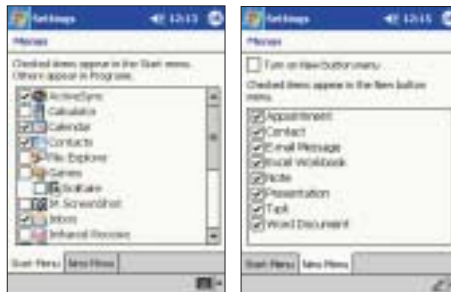 Settings 12:13
Menus
Checked items appear in the Start menu.
Others appear in Programs.
ActiveSync
Calculator
Calendar
Contacts
File Explorer
Games
Solitaire
M. ScreenShot
Inbox
Infrared Receive
Start Menu New Menu
Settings 12:15
Menus
Turn on New button menu
Checked items appear in the New button
menu.
Appointment
Contact
E-mail Message
Excel Workbook
Note
Presentation
Task
Word Document
Start Menu New Menu